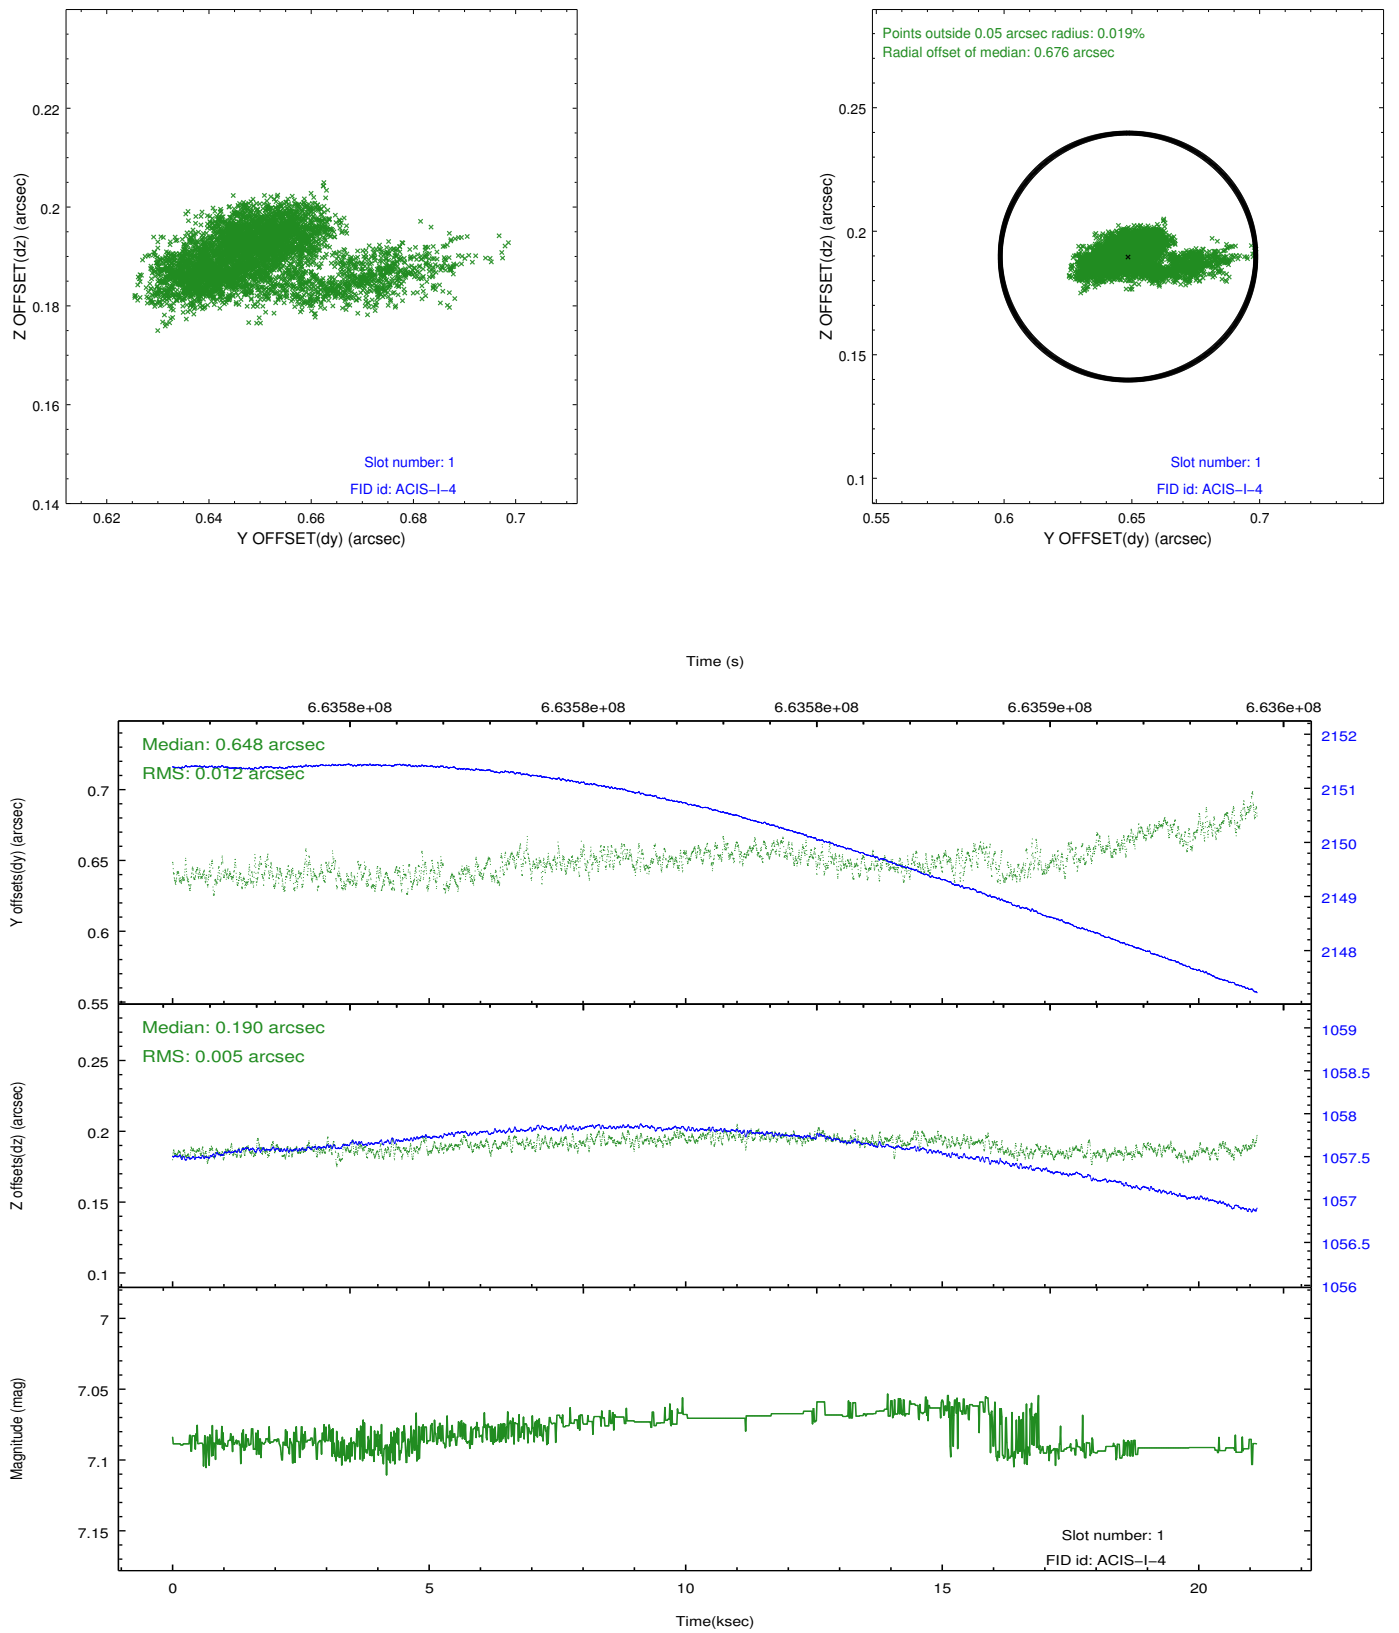 0.22
0.2
0.18
0.16
0.14
Z OFFSET(dz) (arcsec)
Slot number: 1
FID id: ACIS−I−4
0.62 0.64 0.66 0.68 0.7
Y OFFSET(dy) (arcsec)
Points outside 0.05 arcsec radius: 0.019%
Radial offset of median: 0.676 arcsec
0.25
0.2
0.15
0.1
Z OFFSET(dz) (arcsec)
Slot number: 1
FID id: ACIS−I−4
0.55 0.6 0.65 0.7
Y OFFSET(dy) (arcsec)
Time (s)
6.6358e+08 6.6358e+08 6.6358e+08 6.6359e+08 6.636e+08
Median: 0.648 arcsec
RMS: 0.012 arcsec
0.7
0.65
0.6
0.55
Y offsets(dy) (arcsec)
2152
2151
2150
2149
2148
Median: 0.190 arcsec
RMS: 0.005 arcsec
0.25
0.2
0.15
0.1
Z offsets(dz) (arcsec)
1059
1058.5
1058
1057.5
1057
1056.5
1056
7
7.05
7.1
7.15
Magnitude (mag)
Slot number: 1
FID id: ACIS−I−4
0 5 10 15 20
Time(ksec)